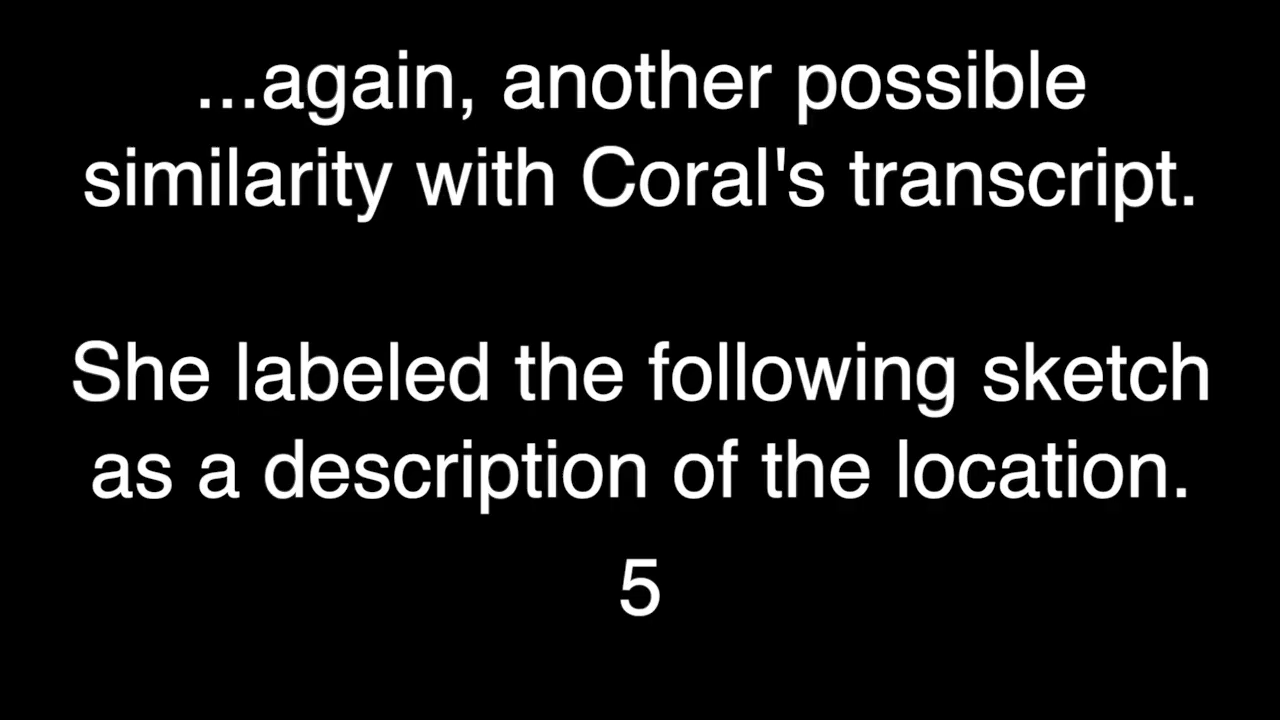 ...again, another possible
similarity with Coral's transcript.
She labeled the following sketch
as a description of the location.
5